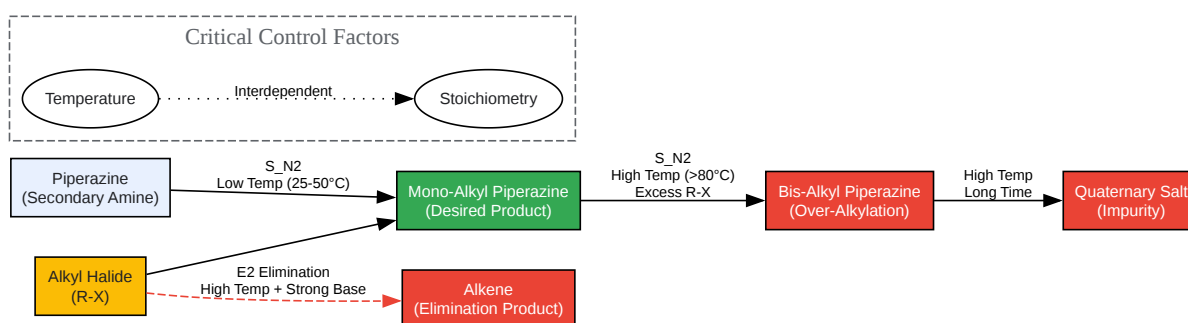 Critical Control Factors
Temperature
Interdependent
Stoichiometry
Piperazine
(Secondary Amine)
S_N2
Low Temp (25-50°C)
Mono-Alkyl Piperazine
(Desired Product)
S_N2
High Temp (>80°C)
Excess R-X
Bis-Alkyl Piperazine
(Over-Alkylation)
High Temp
Long Time
Quaternary Salt
(Impurity)
Alkyl Halide
(R-X)
E2 Elimination
High Temp + Strong Base
Alkene
(Elimination Product)